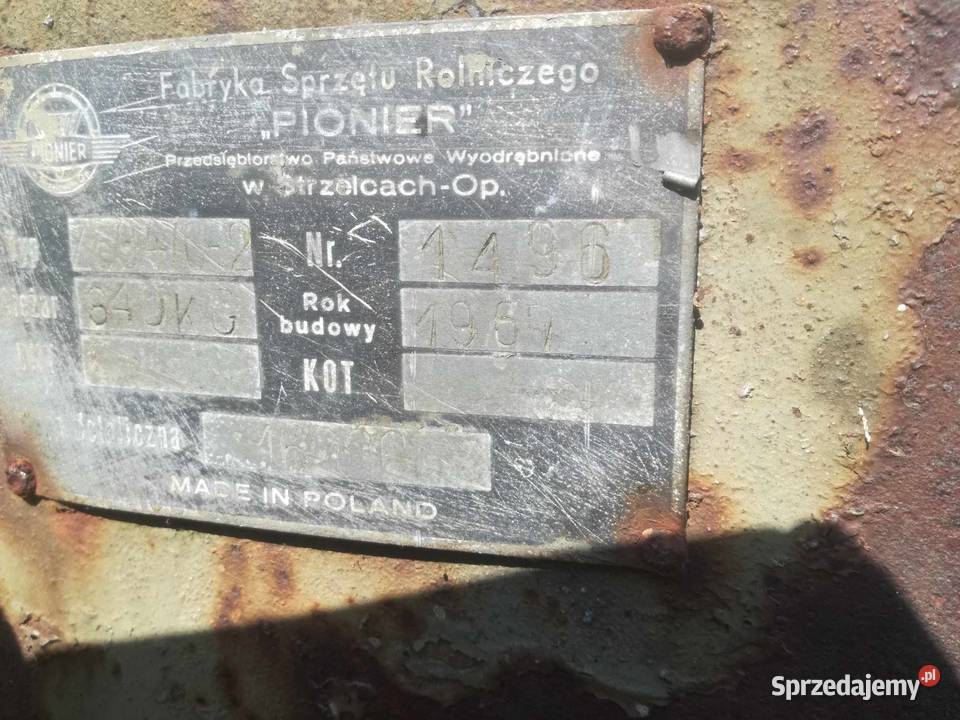 Fabryka Sprzętu Rolniczego
"PIONIER"
PIONIER
Przedsiębiorstwo Państwowe Wyodrębnione
w Strzelcach-Op.
Nr. 1496
640KG Rok budowy
KOT
MADE IN POLAND
Sprzedajemy.pl